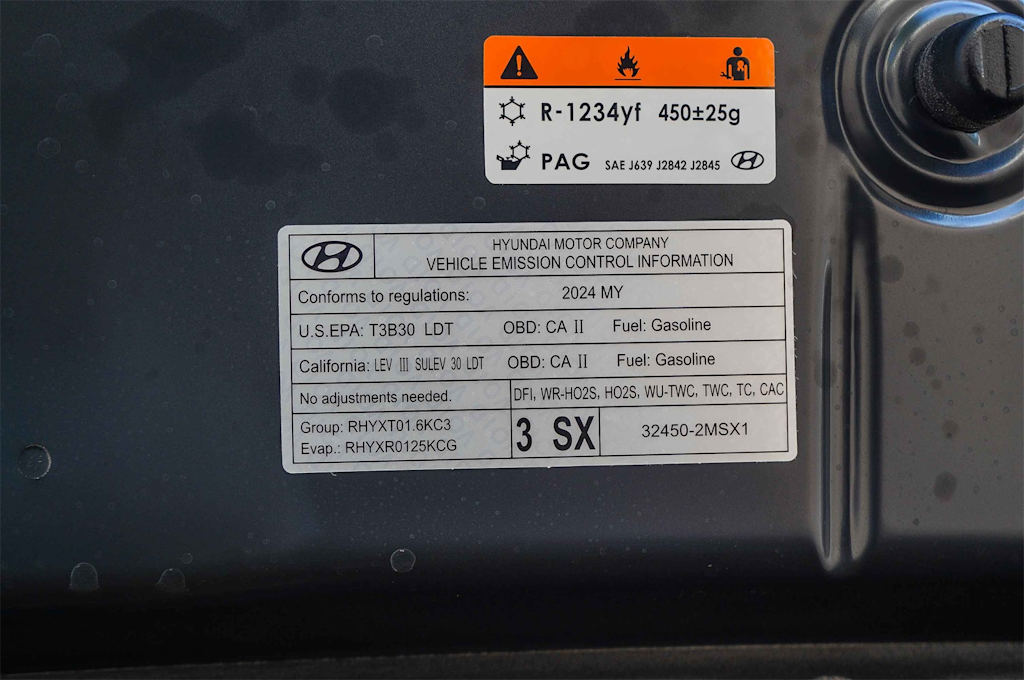 R-1234yf 450±25g
PAG SAE J639 J2842 J2845
HYUNDAI MOTOR COMPANY
VEHICLE EMISSION CONTROL INFORMATION
Conforms to regulations: 2024 MY
U.S.EPA: T3B30 LDT OBD: CA II Fuel: Gasoline
California: LEV III SULEV 30 LDT OBD: CA II Fuel: Gasoline
No adjustments needed. DFI, WR-HO2S, HO2S, WU-TWC, TWC, TC, CAC
Group: RHYXT01.6KC3
Evap.: RHYXR0125KCG
3 SX 32450-2MSX1